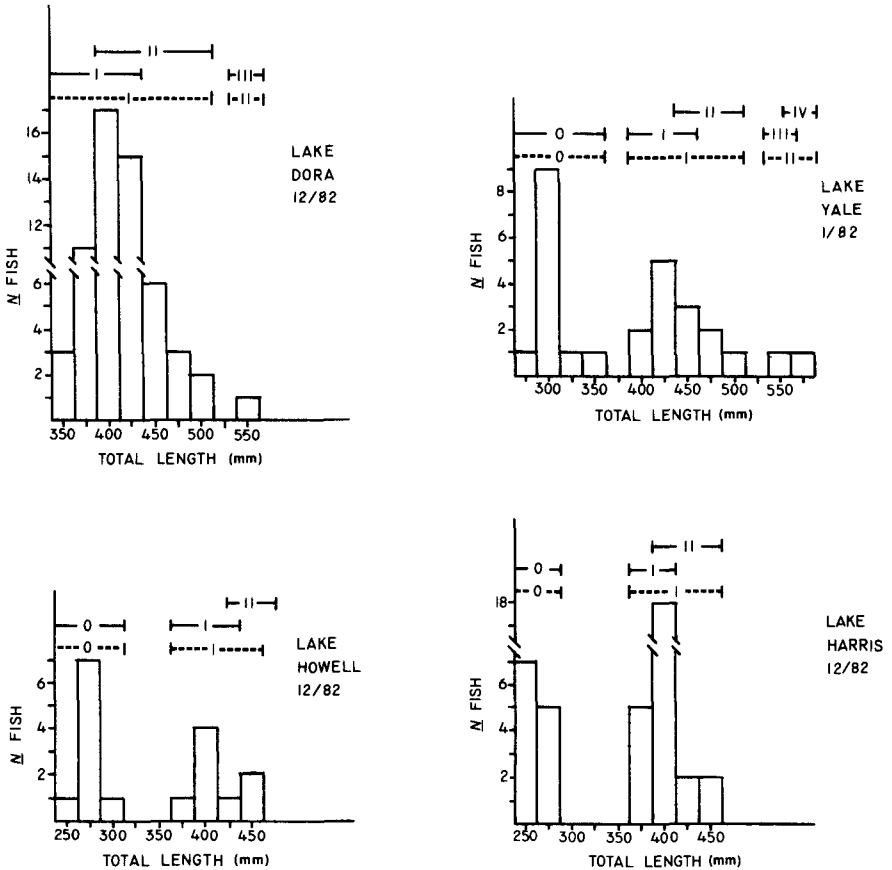 II
I
III
I
II
16
14
12
6
4
2
N FISH
350 400 450 500 550
TOTAL LENGTH (mm)
LAKE
DORA
12/82
II
IV
0
I
III
0
I
II
8
6
4
2
N FISH
300 350 400 450 500 550
TOTAL LENGTH (mm)
LAKE
YALE
1/82
II
0
I
0
I
6
4
2
N FISH
250 300 350 400 450
TOTAL LENGTH (mm)
LAKE
HOWELL
12/82
II
0
I
0
I
18
6
4
2
N FISH
250 300 350 400 450
TOTAL LENGTH (mm)
LAKE
HARRIS
12/82